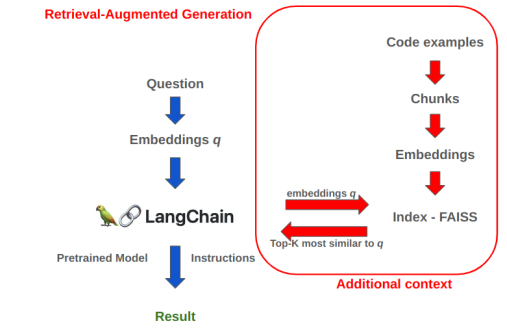 Retrieval-Augmented Generation
Code examples
Chunks
Embeddings
Index - FAISS
Additional context
Question
Embeddings q
LangChain
embeddings q
Top-K most similar to q
Pretrained Model
Instructions
Result